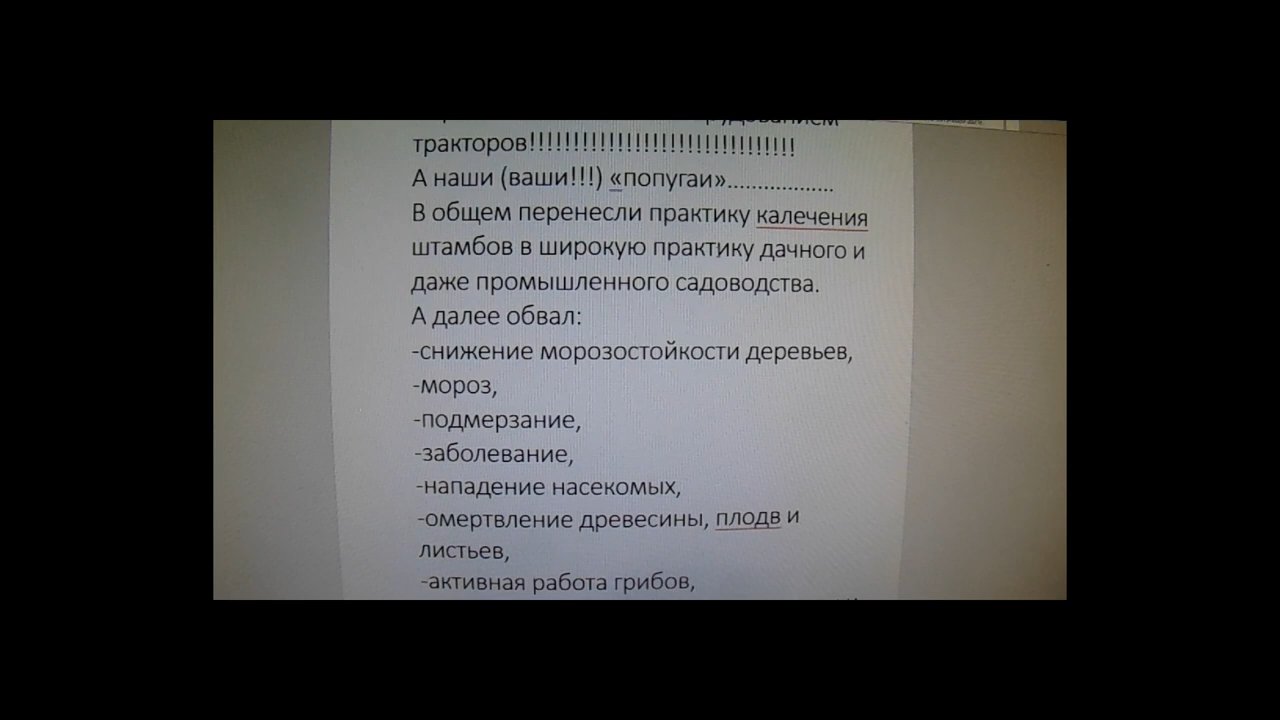 тракторов!!!!!!!!!!!!!!!!!!!!!!!!!!!!!!!
А наши (ваши!!!) «попугаи»..................
В общем перенесли практику калечения
штамбов в широкую практику дачного и
даже промышленного садоводства.
А далее обвал:
-снижение морозостойкости деревьев,
-мороз,
-подмерзание,
-заболевание,
-нападение насекомых,
-омертвление древесины, плодв и
листьев,
-активная работа грибов,